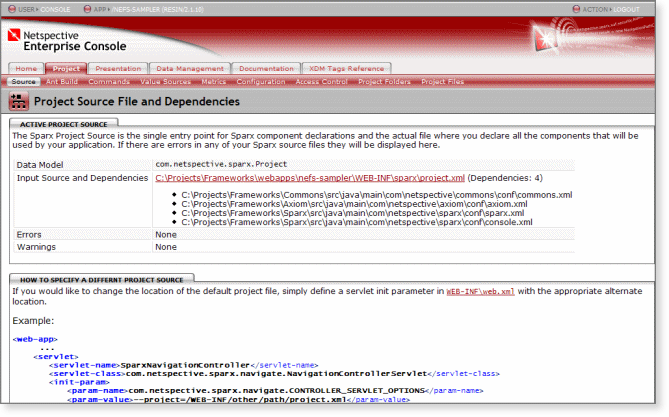 USER▸ CONSOLE APP▸ /NEFS-SAMPLER (RESIN/2.1.10) ACTION▸ LOGOUT
Netspective
Enterprise Console
Home Project Presentation Data Management Documentation XDM Tags Reference
Source Ant Build Commands Value Sources Metrics Configuration Access Control Project Folders Project Files
Project Source File and Dependencies
ACTIVE PROJECT SOURCE
The Sparx Project Source is the single entry point for Sparx component declarations and the actual file where you declare all the components that will be
used by your application. If there are errors in any of your Sparx source files they will be displayed here.
Data Model com.netspective.sparx.Project
Input Source and Dependencies C:\Projects\Frameworks\webapps\nefs-sampler\WEB-INF\sparx\project.xml (Dependencies: 4)
• C:\Projects\Frameworks\Commons\src\java\main\com\netspective\commons\conf\commons.xml
• C:\Projects\Frameworks\Axiom\src\java\main\com\netspective\axiom\conf\axiom.xml
• C:\Projects\Frameworks\Sparx\src\java\main\com\netspective\sparx\conf\sparx.xml
• C:\Projects\Frameworks\Sparx\src\java\main\com\netspective\sparx\conf\console.xml
Errors None
Warnings None
HOW TO SPECIFY A DIFFERNT PROJECT SOURCE
If you would like to change the location of the default project file, simply define a servlet init parameter in WEB-INF\web.xml with the appropriate alternate
location.
Example:
<web-app>
...
<servlet>
<servlet-name>SparxNavigationController</servlet-name>
<servlet-class>com.netspective.sparx.navigate.NavigationControllerServlet</servlet-class>
<init-param>
<param-name>com.netspective.sparx.navigate.CONTROLLER_SERVLET_OPTIONS</param-name>
<param-value>--project=/WEB-INF/other/path/project.xml</param-value>